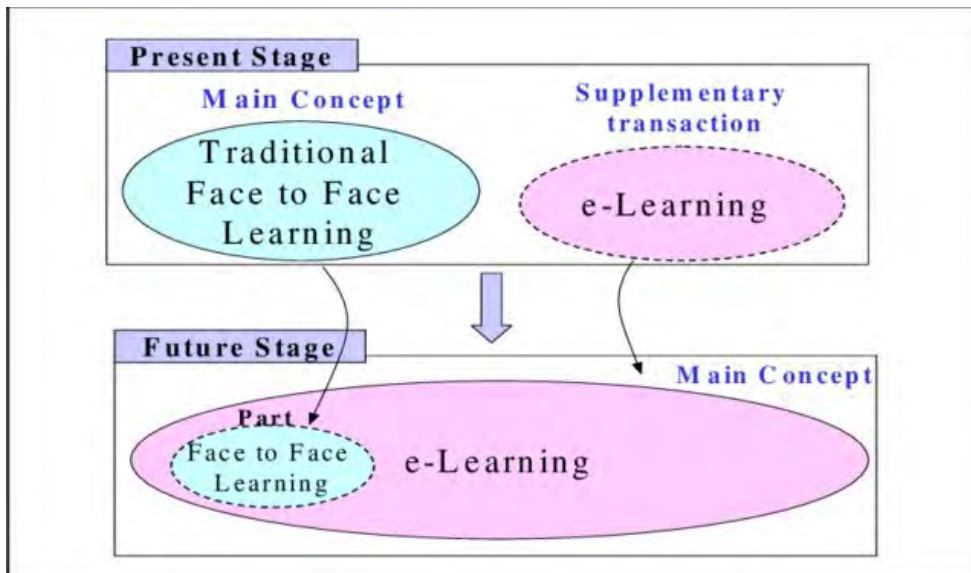 Present Stage
Main Concept
Supplementary
transaction
Traditional
Face to Face
Learning
e-Learning
Future Stage
Main Concept
Part
Face to Face
Learning
e-Learning